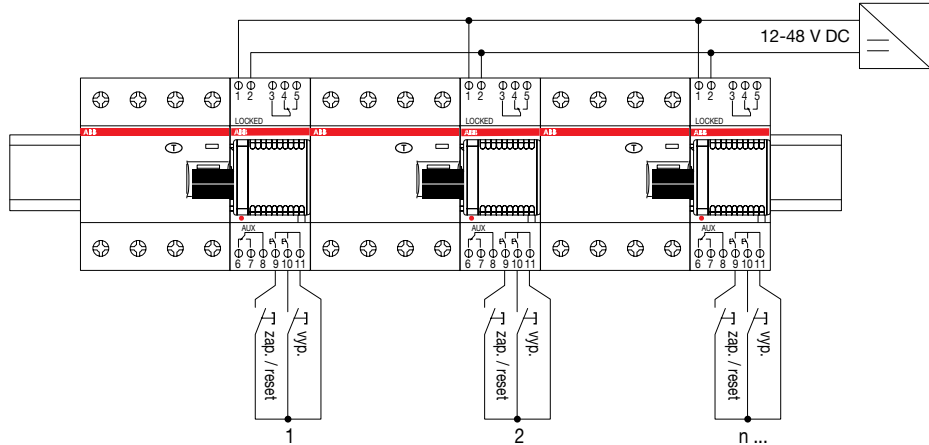 12-48 V DC
1 2 3 4 5
1 2 3 4 5
1 2 3 4 5
LOCKED
LOCKED
LOCKED
ABB ABB ABB ABB ABB ABB
T
T
T
AUX
AUX
AUX
6 7 8 9 10 11
6 7 8 9 10 11
6 7 8 9 10 11
zap. / reset
vyp.
zap. / reset
vyp.
zap. / reset
vyp.
1
2
n ...